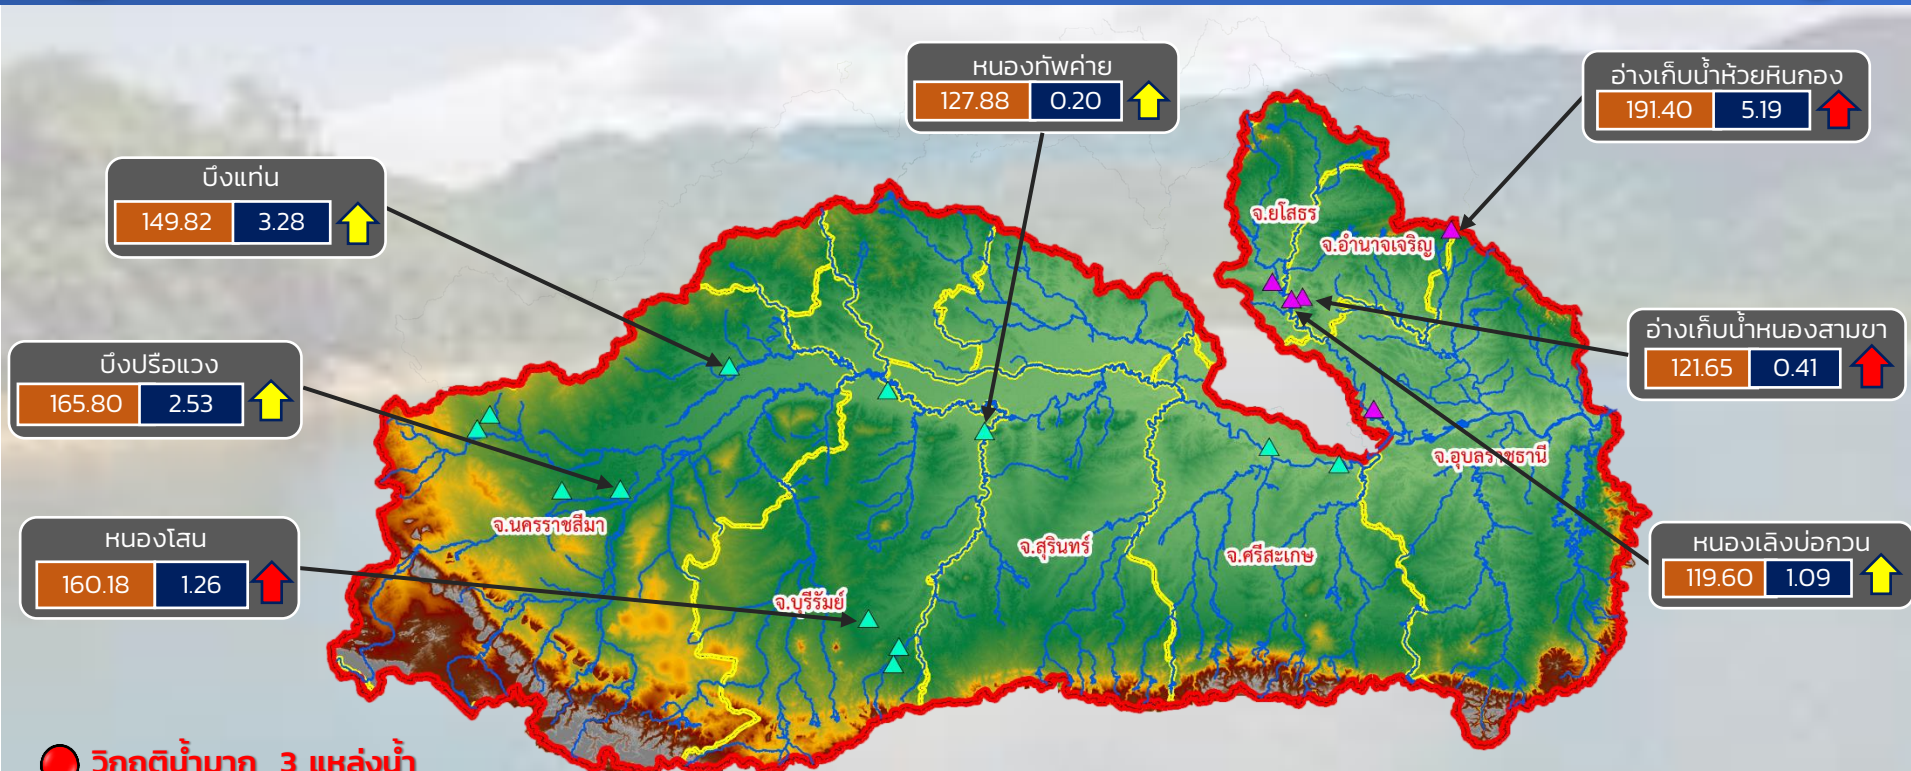 หนองทัพค่าย
127.88 0.20
อ่างเก็บน้ำห้วยหินกอง
191.40 5.19
บึงแท่น
149.82 3.28
จ.ยโสธร
จ.อำนาจเจริญ
อ่างเก็บน้ำหนองสามขา
121.65 0.41
บึงปรือแวง
165.80 2.53
จ.อุบลราชธานี
จ.นครราชสีมา
หนองโสน
160.18 1.26
จ.สุรินทร์
จ.ศรีสะเกษ
หนองเลิงบ่อกวน
119.60 1.09
จ.บุรีรัมย์
วิกฤติน้ำมาก 3 แหล่งน้ำ